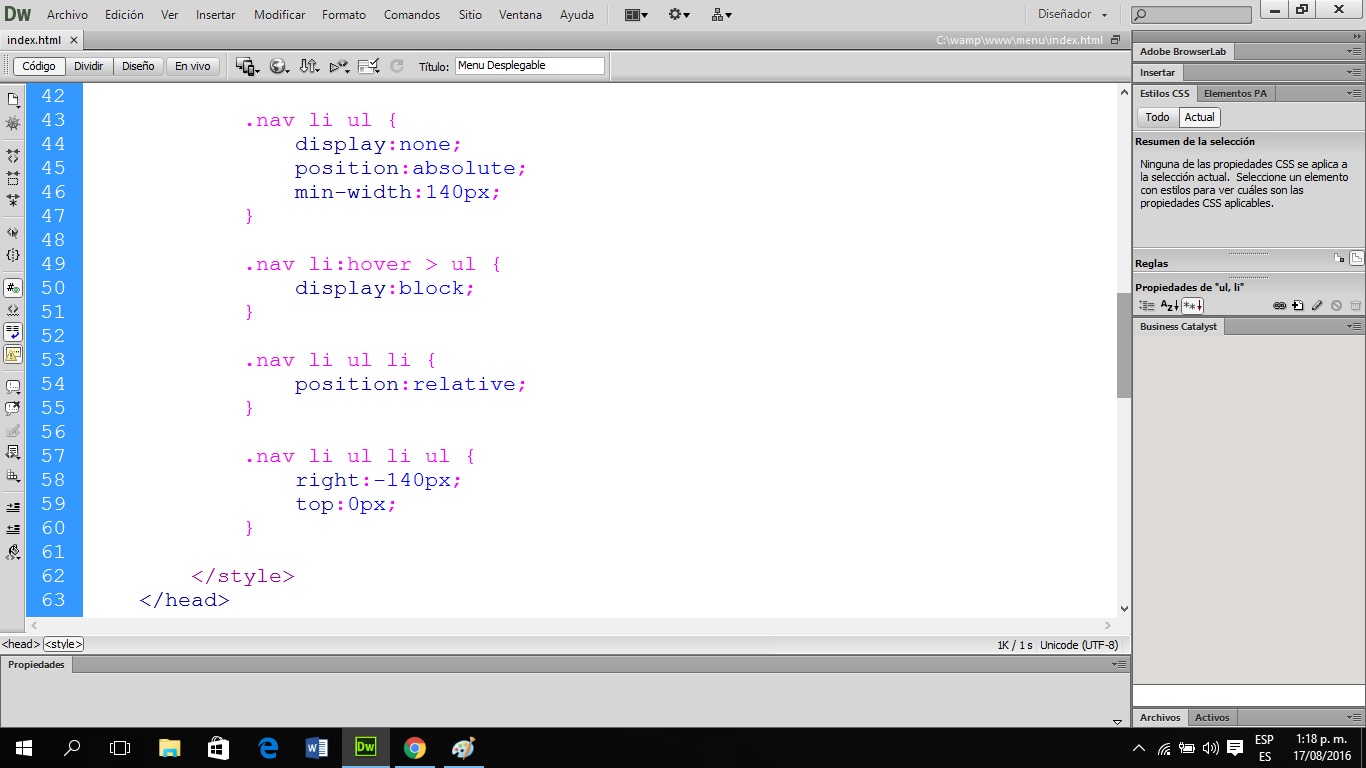 Dw Archivo Edición Ver Insertar Modificar Formato Comandos Sitio Ventana Ayuda Diseñador
index.html C:\wamp\www\menu\index.html
Código Dividir Diseño En vivo Título: Menu Desplegable
42
43 .nav li ul {
44 display:none;
45 position:absolute;
46 min-width:140px;
47 }
48
49 .nav li:hover > ul {
50 display:block;
51 }
52
53 .nav li ul li {
54 position:relative;
55 }
56
57 .nav li ul li ul {
58 right:-140px;
59 top:0px;
60 }
61
62 </style>
63 </head>
<head> <style> 1K / 1 s Unicode (UTF-8)
Propiedades
Adobe BrowserLab
Insertar
Estilos CSS Elementos PA
Todo Actual
Resumen de la selección
Ninguna de las propiedades CSS se aplica a
la selección actual. Seleccione un elemento
con estilos para ver cuáles son las
propiedades CSS aplicables.
Reglas
Propiedades de "ul, li"
Business Catalyst
Archivos Activos
Dw
ESP
ES
1:18 p. m.
17/08/2016